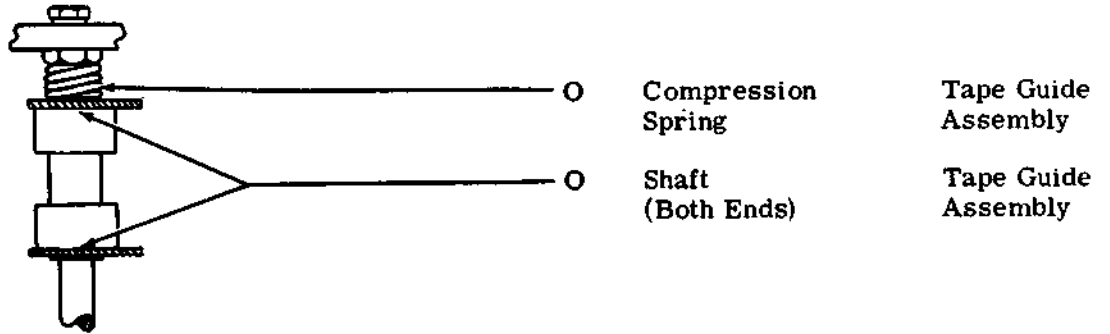 O Compression Tape Guide
Spring Assembly
O Shaft Tape Guide
(Both Ends) Assembly